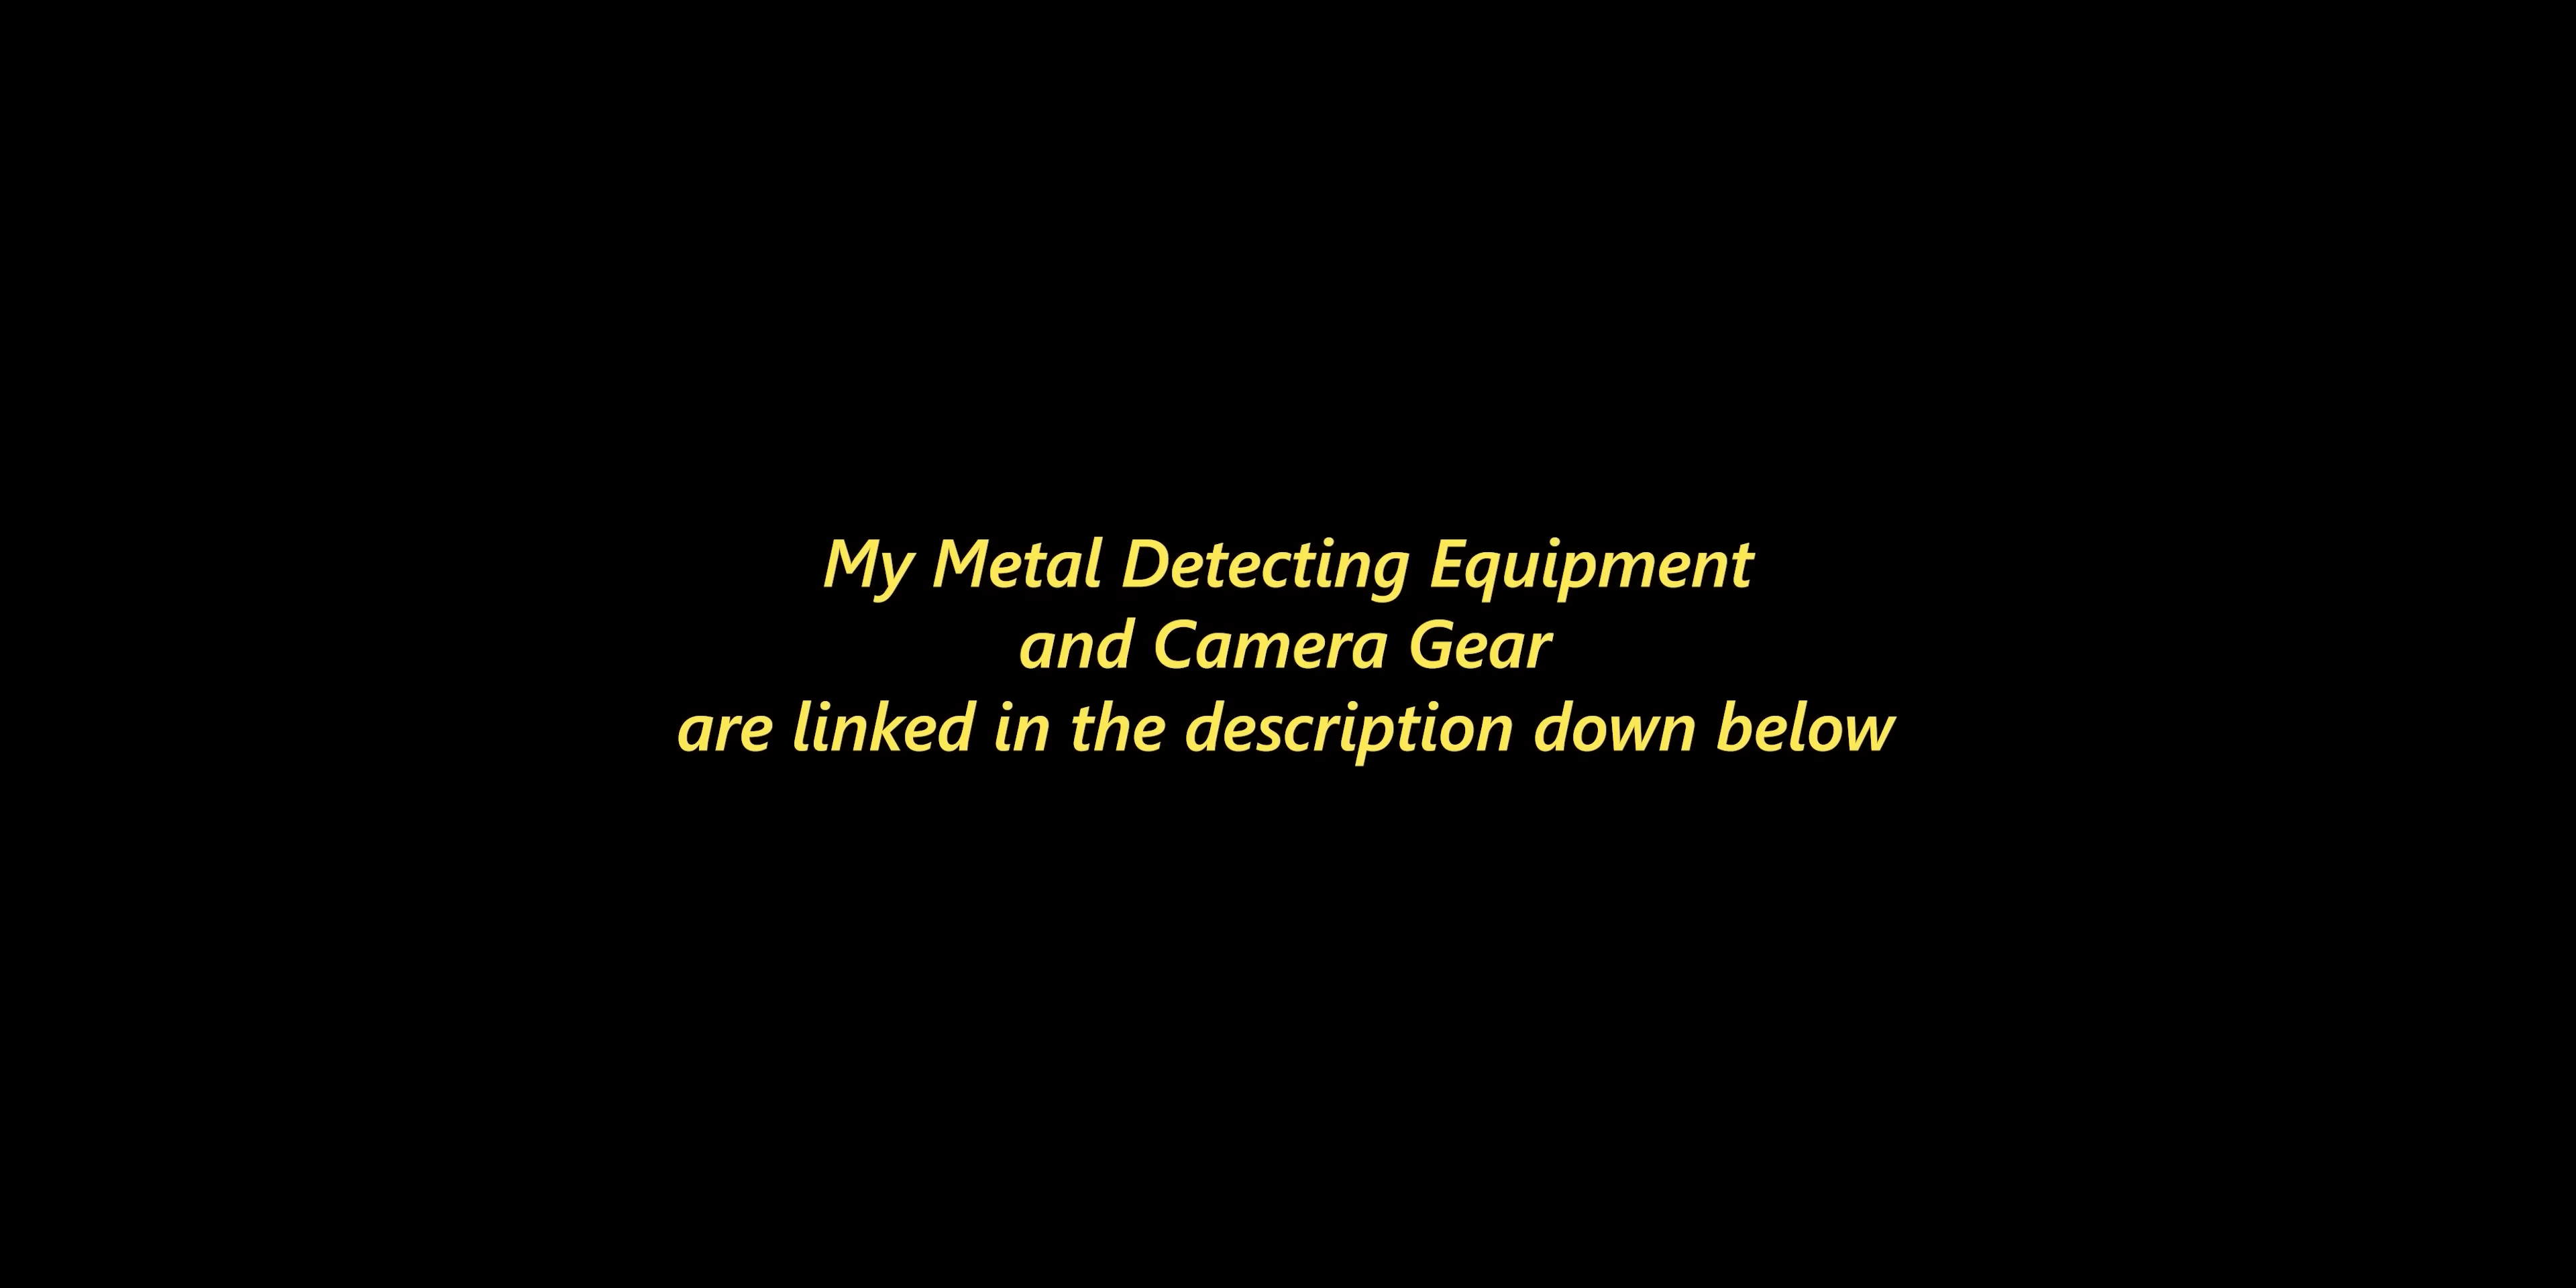 My Metal Detecting Equipment
and Camera Gear
are linked in the description down below